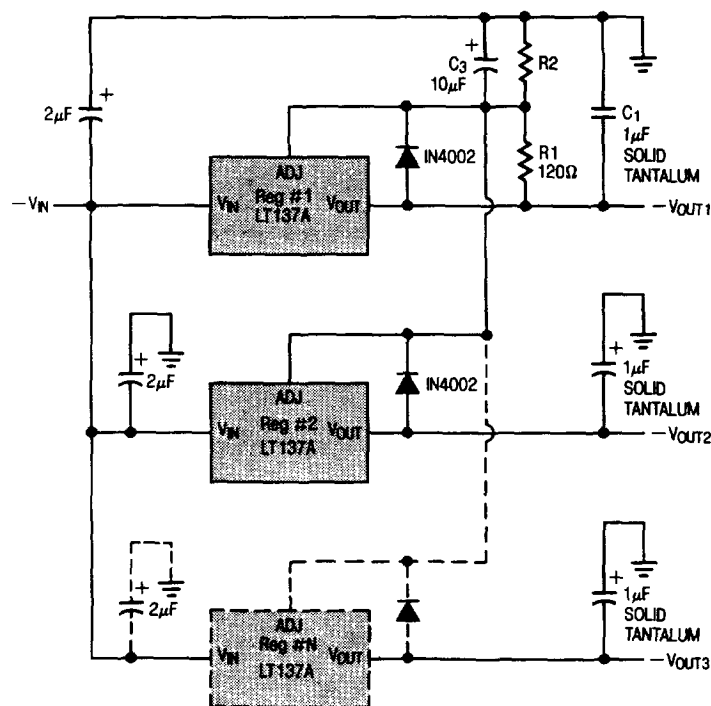 2μF
+
C3
10μF
+
R2
C1
1μF
SOLID
TANTALUM
IN4002
R1
120Ω
ADJ
−VIN
VIN
Reg #1
VOUT
LT137A
−VOUT1
+
2μF
ADJ
IN4002
+
1μF
SOLID
TANTALUM
VIN
Reg #2
VOUT
LT137A
−VOUT2
+
2μF
ADJ
+
1μF
SOLID
TANTALUM
VIN
Reg #N
VOUT
LT137A
−VOUT3